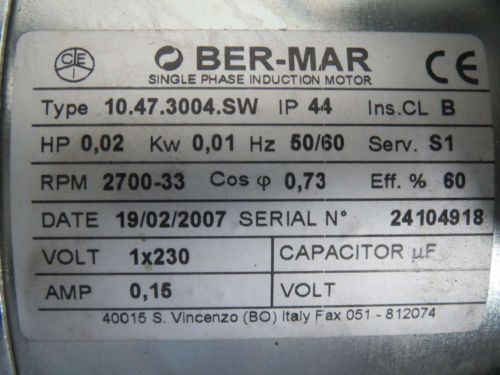 CEI BER-MAR CE
SINGLE PHASE INDUCTION MOTOR
Type 10.47.3004.SW IP 44 Ins.CL B
HP 0,02 Kw 0,01 Hz 50/60 Serv. S1
RPM 2700-33 Cos φ 0,73 Eff. % 60
DATE 19/02/2007 SERIAL N° 24104918
VOLT 1x230 CAPACITOR µF
AMP 0,15 VOLT
40015 S. Vincenzo (BO) Italy Fax 051 - 812074